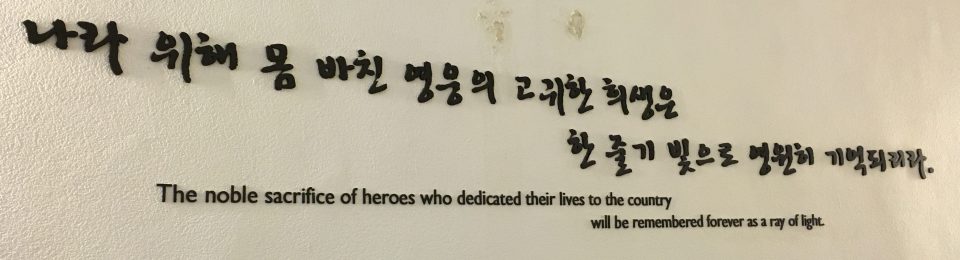 나라 위해 몸 바친 영웅의 고귀한 희생은
한 줄기 빛으로 영원히 기억되리라.
The noble sacrifice of heroes who dedicated their lives to the country
will be remembered forever as a ray of light.